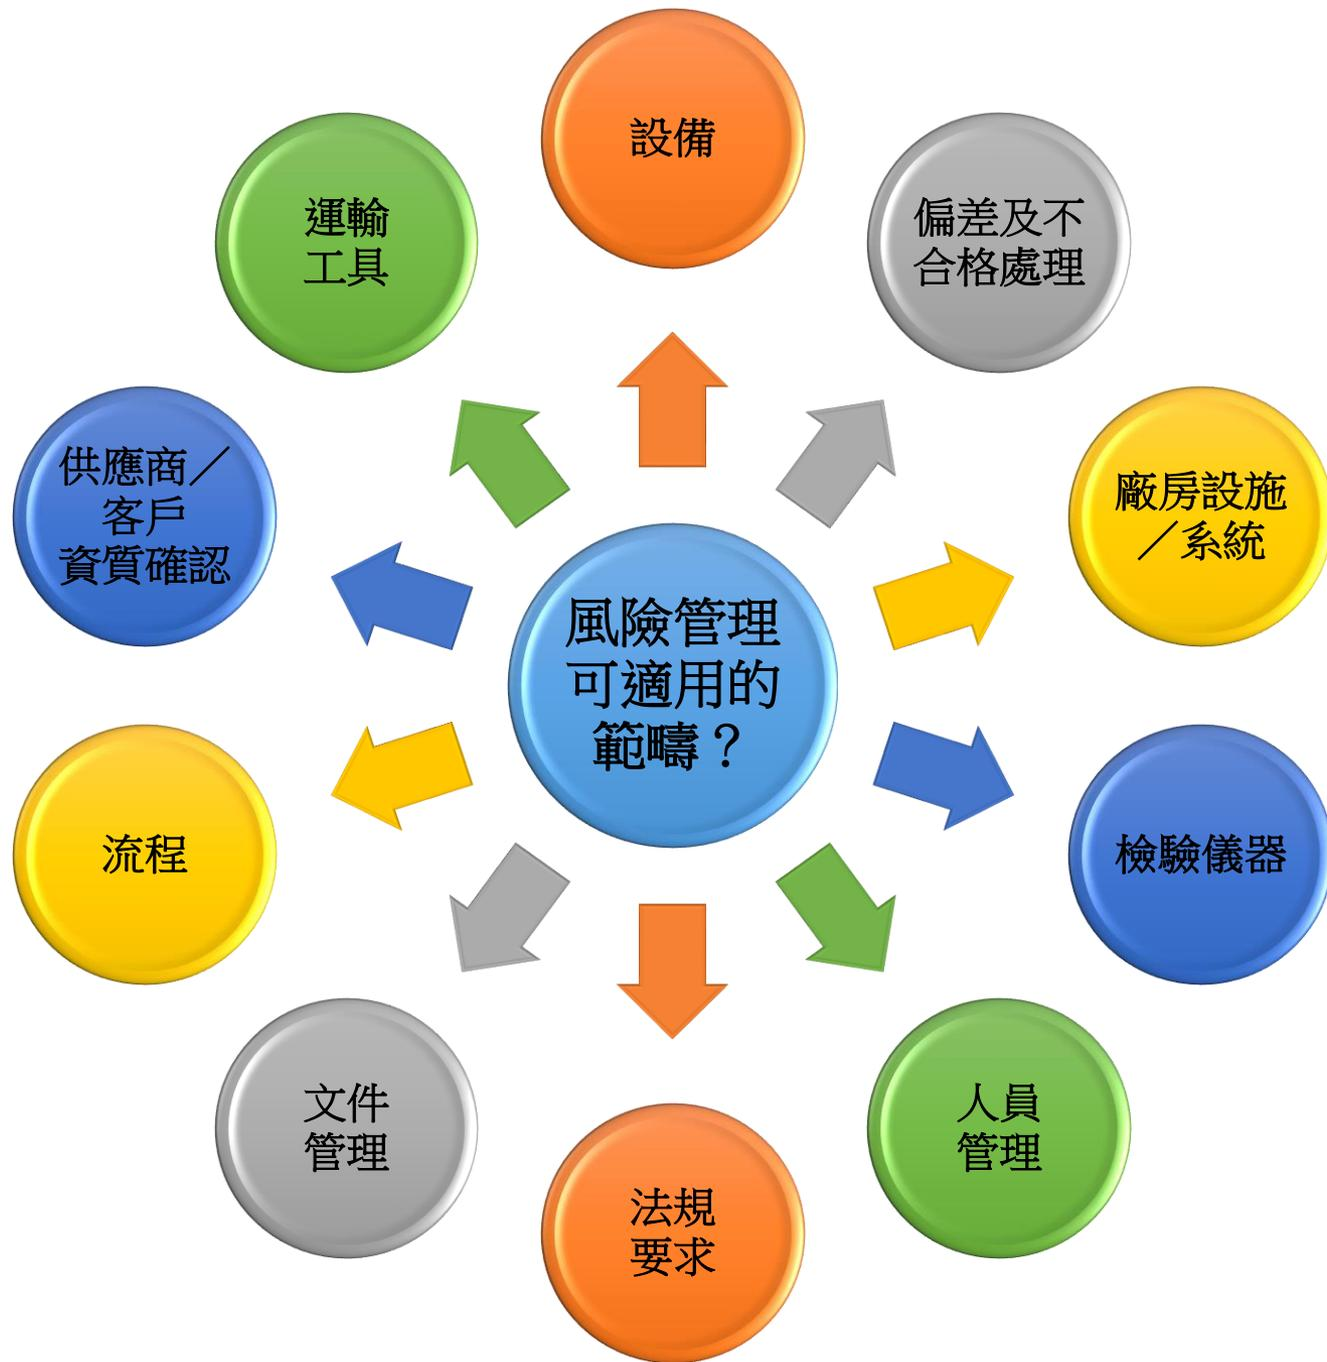 設備
偏差及不
合格處理
廠房設施
／系統
檢驗儀器
人員
管理
法規
要求
文件
管理
流程
供應商／
客戶
資質確認
運輸
工具
風險管理
可適用的
範疇？